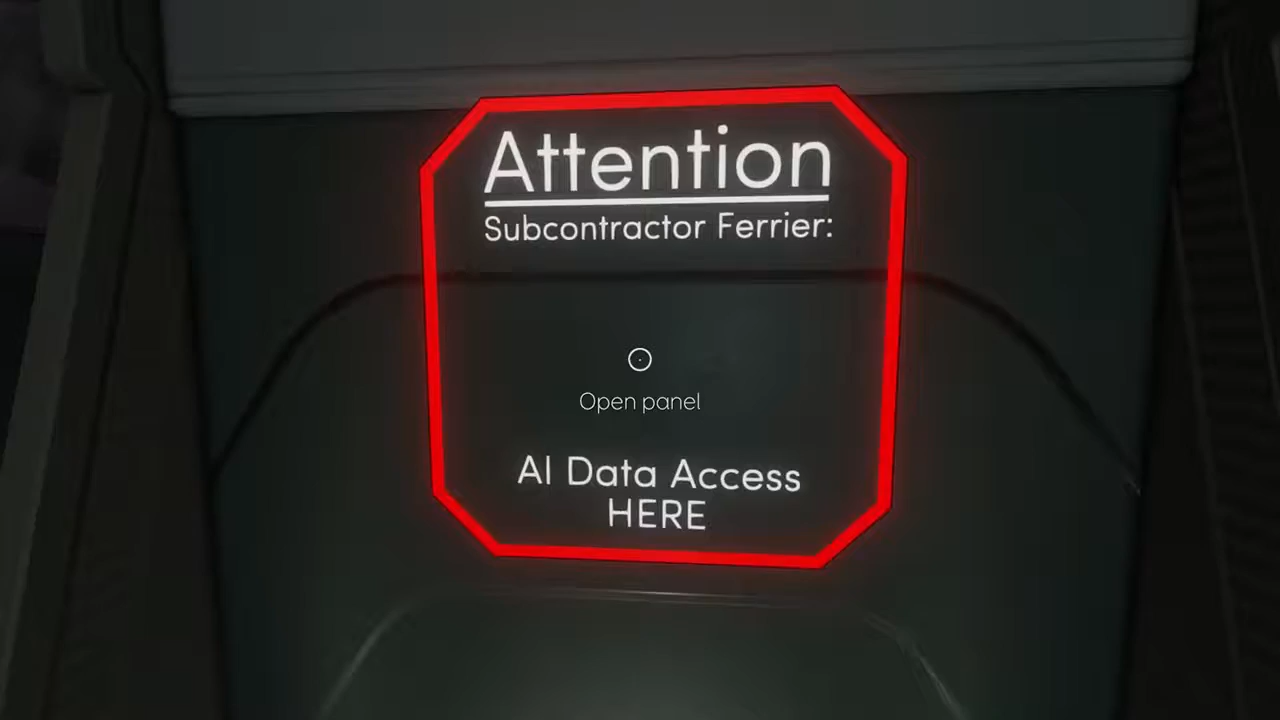 Attention
Subcontractor Ferrier:
Open panel
AI Data Access
HERE